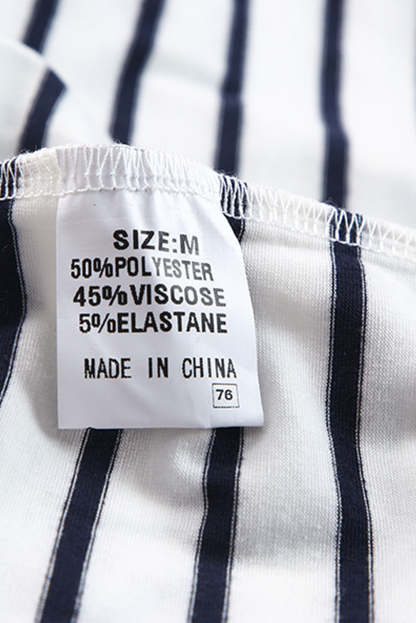 SIZE:M
50%POLYESTER
45%VISCOSE
5%ELASTANE
MADE IN CHINA
76